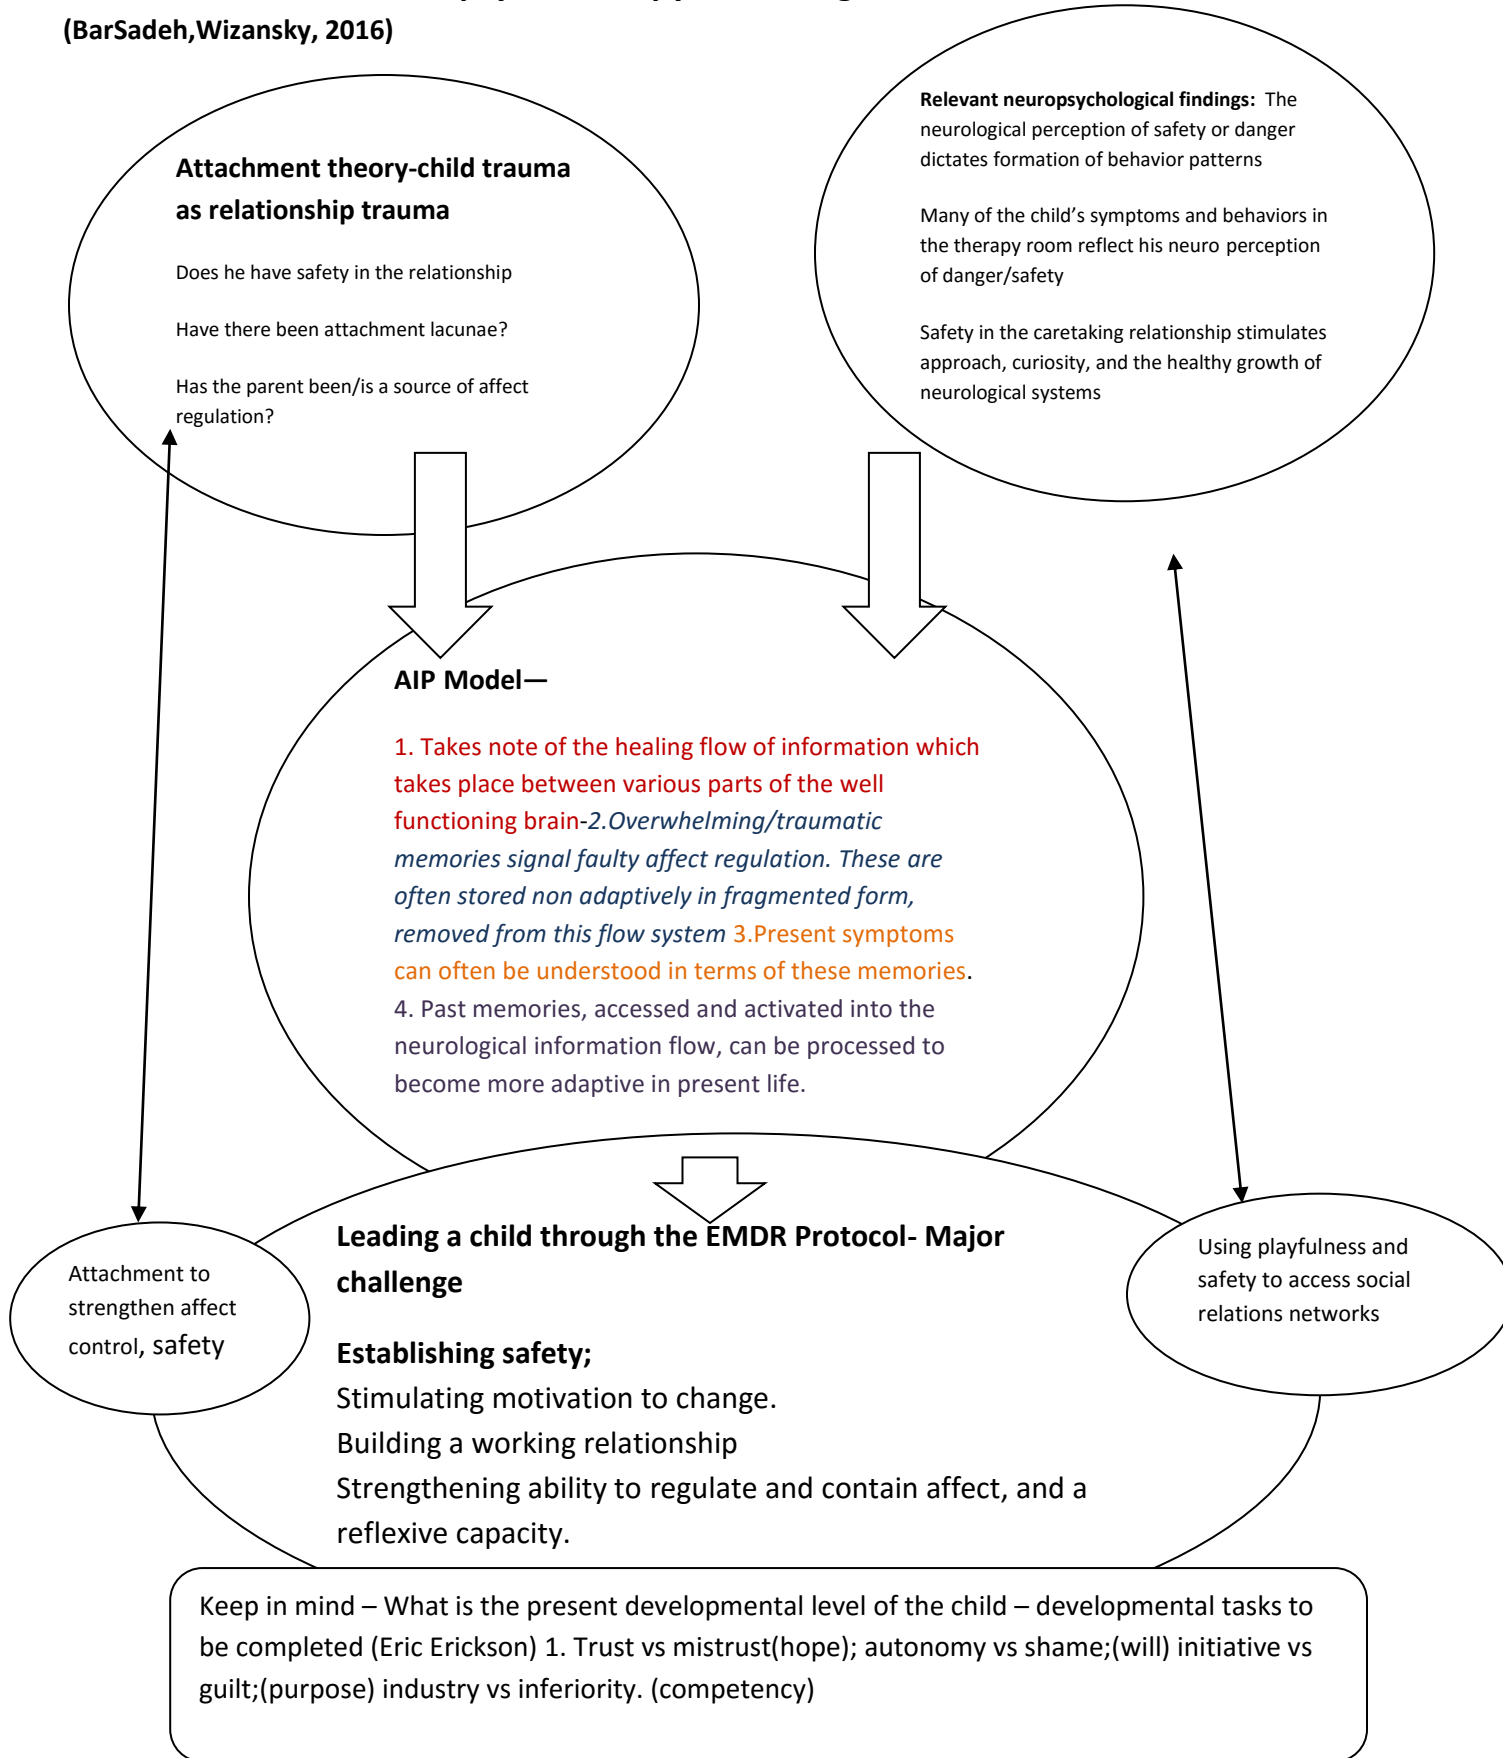 (BarSadeh,Wizansky, 2016)
Attachment theory-child trauma
as relationship trauma
Does he have safety in the relationship
Have there been attachment lacunae?
Has the parent been/is a source of affect
regulation?
Relevant neuropsychological findings: The
neurological perception of safety or danger
dictates formation of behavior patterns
Many of the child’s symptoms and behaviors in
the therapy room reflect his neuro perception
of danger/safety
Safety in the caretaking relationship stimulates
approach, curiosity, and the healthy growth of
neurological systems
AIP Model—
1. Takes note of the healing flow of information which
takes place between various parts of the well
functioning brain-2.Overwhelming/traumatic
memories signal faulty affect regulation. These are
often stored non adaptively in fragmented form,
removed from this flow system 3.Present symptoms
can often be understood in terms of these memories.
4. Past memories, accessed and activated into the
neurological information flow, can be processed to
become more adaptive in present life.
Attachment to
strengthen affect
control, safety
Leading a child through the EMDR Protocol- Major
challenge
Establishing safety;
Stimulating motivation to change.
Building a working relationship
Strengthening ability to regulate and contain affect, and a
reflexive capacity.
Using playfulness and
safety to access social
relations networks
Keep in mind – What is the present developmental level of the child – developmental tasks to
be completed (Eric Erickson) 1. Trust vs mistrust(hope); autonomy vs shame;(will) initiative vs
guilt;(purpose) industry vs inferiority. (competency)